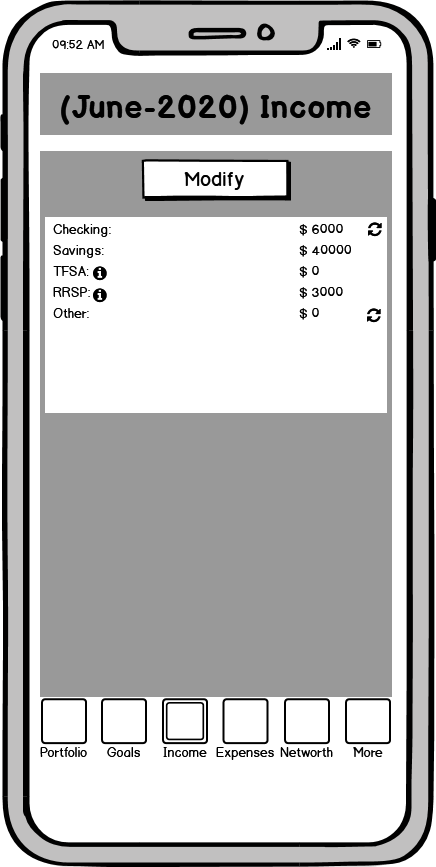 09:52 AM
(June-2020) Income
Modify
Checking: $ 6000
Savings: $ 40000
TFSA: $ 0
RRSP: $ 3000
Other: $ 0
Portfolio Goals Income Expenses Networth More